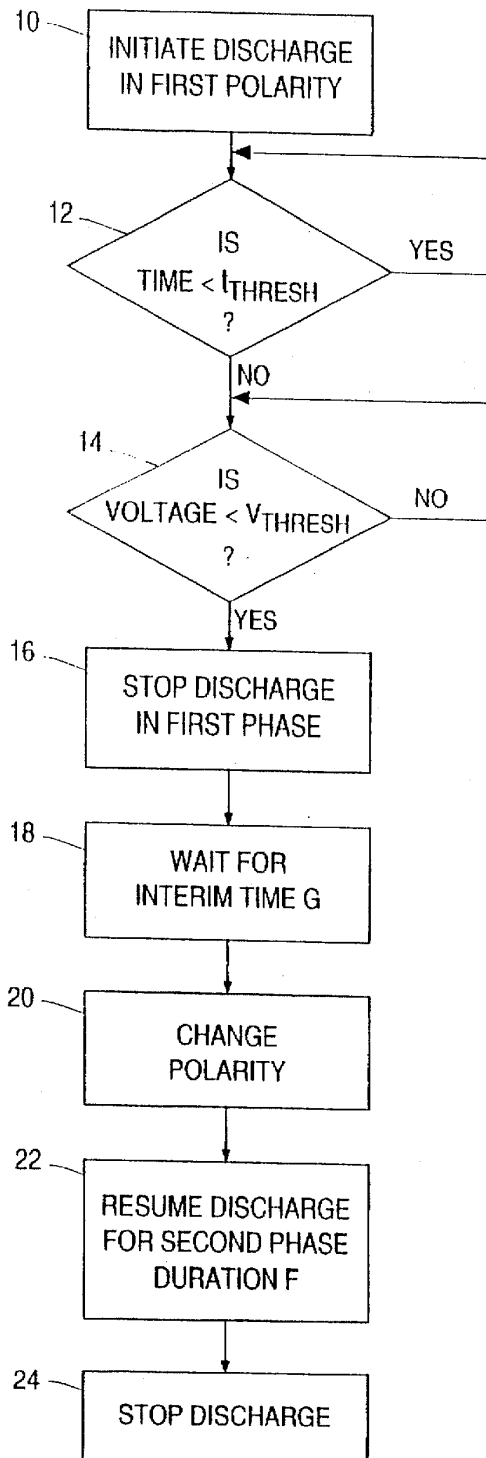 10
INITIATE DISCHARGE
IN FIRST POLARITY
12
IS
TIME < tTHRESH
?
YES
NO
14
IS
VOLTAGE < VTHRESH
?
NO
YES
16
STOP DISCHARGE
IN FIRST PHASE
18
WAIT FOR
INTERIM TIME G
20
CHANGE
POLARITY
22
RESUME DISCHARGE
FOR SECOND PHASE
DURATION F
24
STOP DISCHARGE